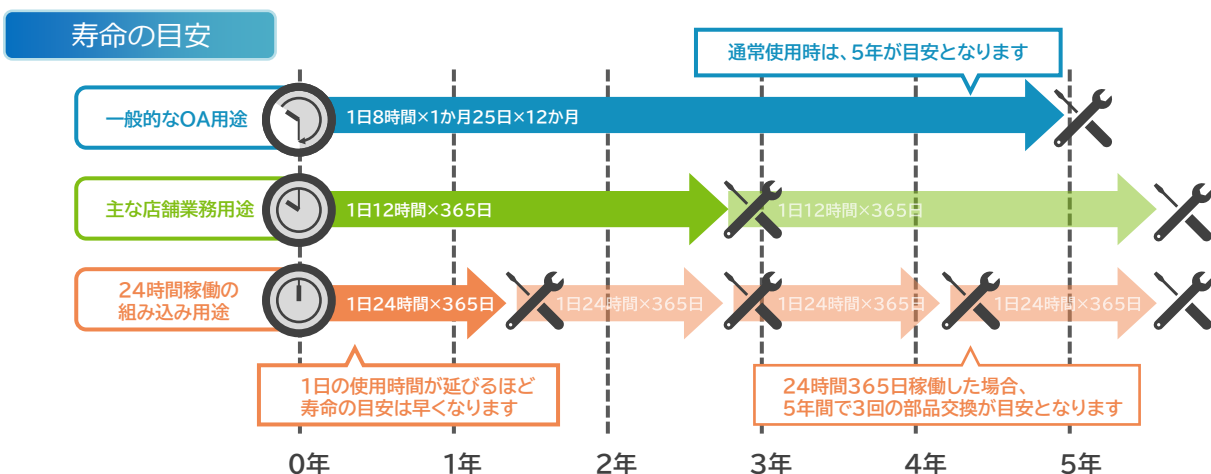 寿命の目安
通常使用時は、5年が目安となります
一般的なOA用途
1日8時間×1か月25日×12か月
主な店舗業務用途
1日12時間×365日
1日12時間×365日
24時間稼働の
組み込み用途
1日24時間×365日
1日24時間×365日
1日24時間×365日
1日24時間×365日
1日の使用時間が延びるほど
寿命の目安は早くなります
24時間365日稼働した場合、
5年間で3回の部品交換が目安となります
0年
1年
2年
3年
4年
5年